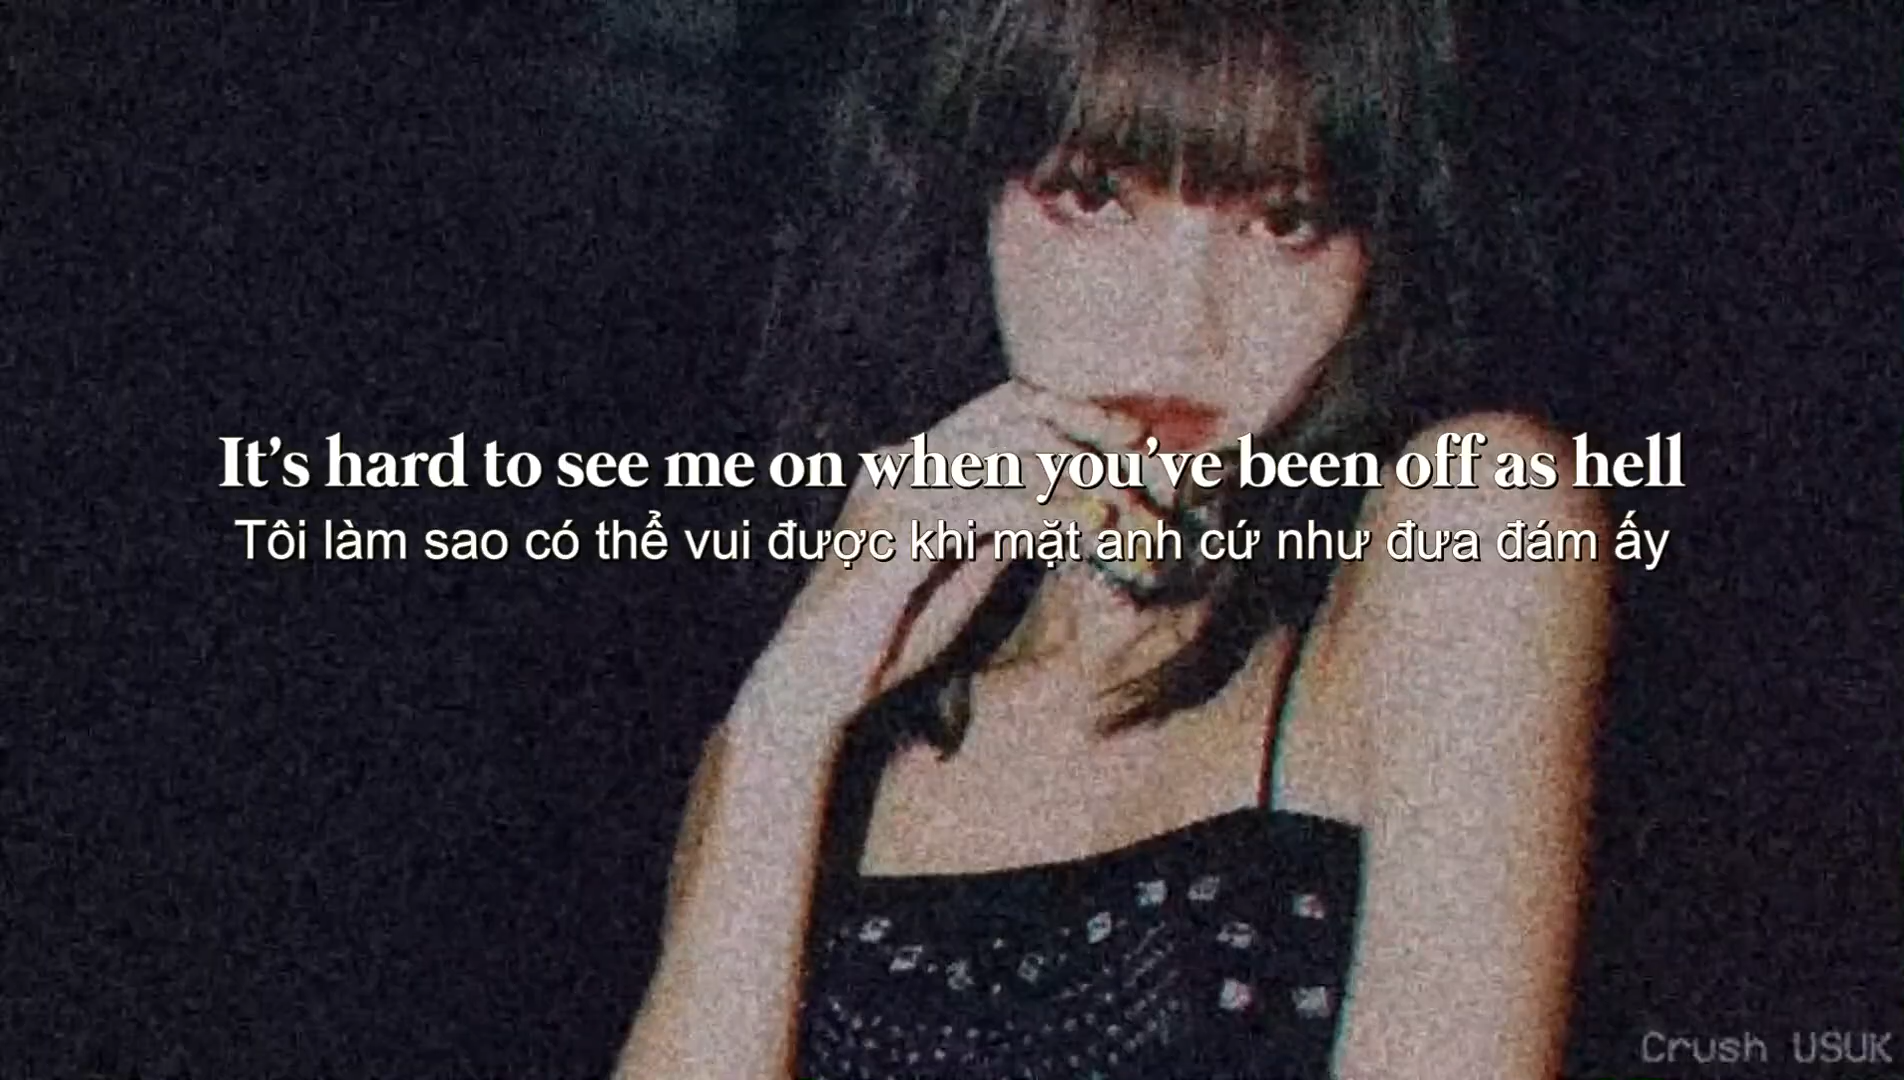 It’s hard to see me on when you’ve been off as hell
Tôi làm sao có thể vui được khi mặt anh cứ như đưa đám ấy
Crush USUK